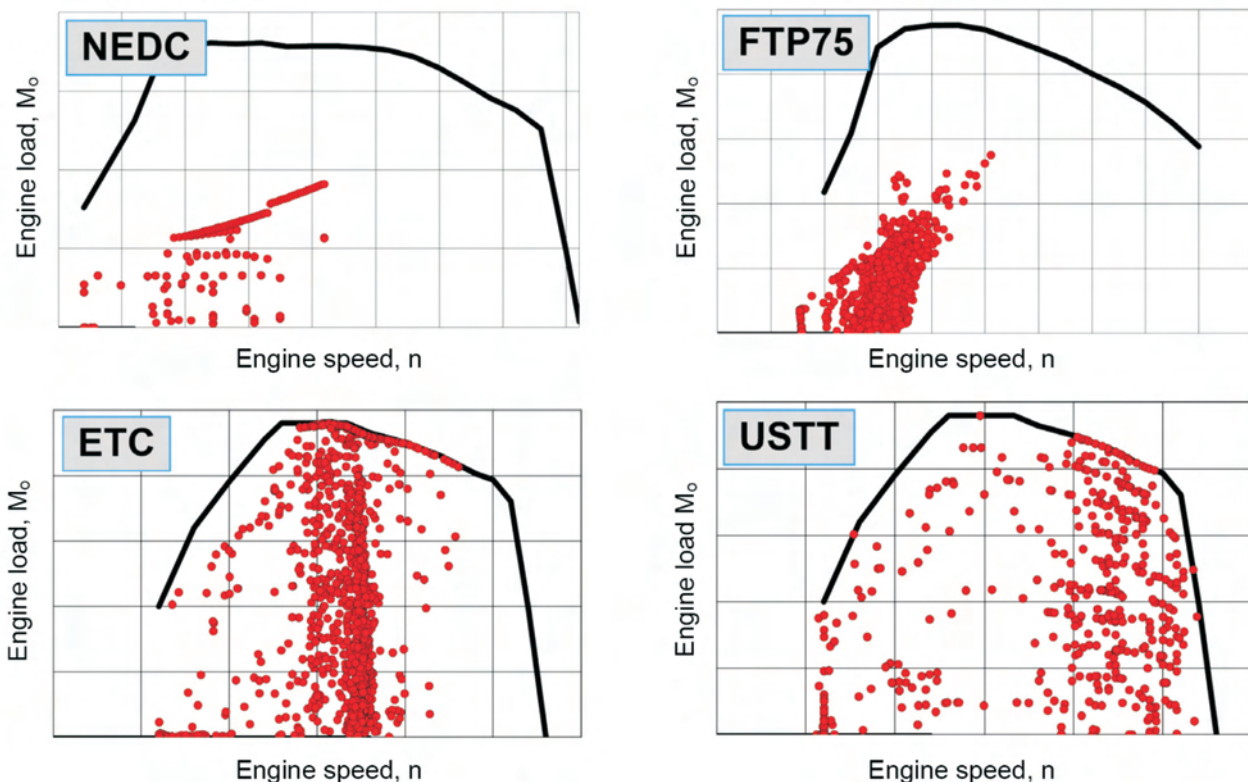 NEDC
Engine load, Mₒ
Engine speed, n
FTP75
Engine load, Mₒ
Engine speed, n
ETC
Engine load, Mₒ
Engine speed, n
USTT
Engine load Mₒ
Engine speed, n